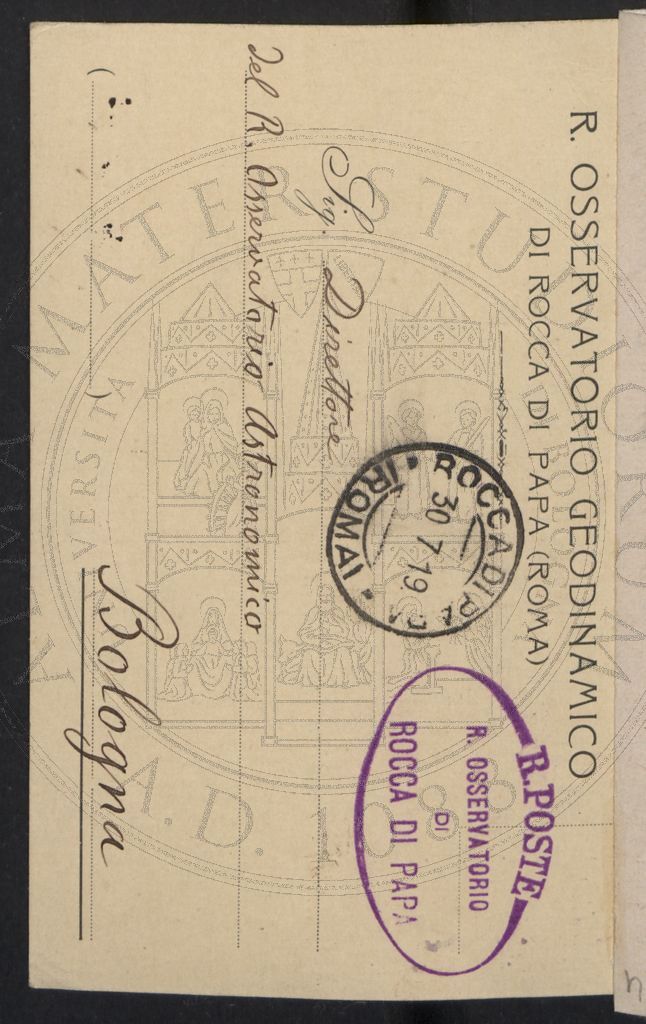 R. OSSERVATORIO GEODINAMICO
DI ROCCA DI PAPA (ROMA)
R. POSTE
R. OSSERVATORIO
DI
ROCCA DI PAPA
ROCCA DI PAPA
30 7 19
(ROMA)
Sig. Direttore
del R. Osservatorio Astronomico
Bologna
( )
ALMA MATER STUDIORUM
A.D. 1088